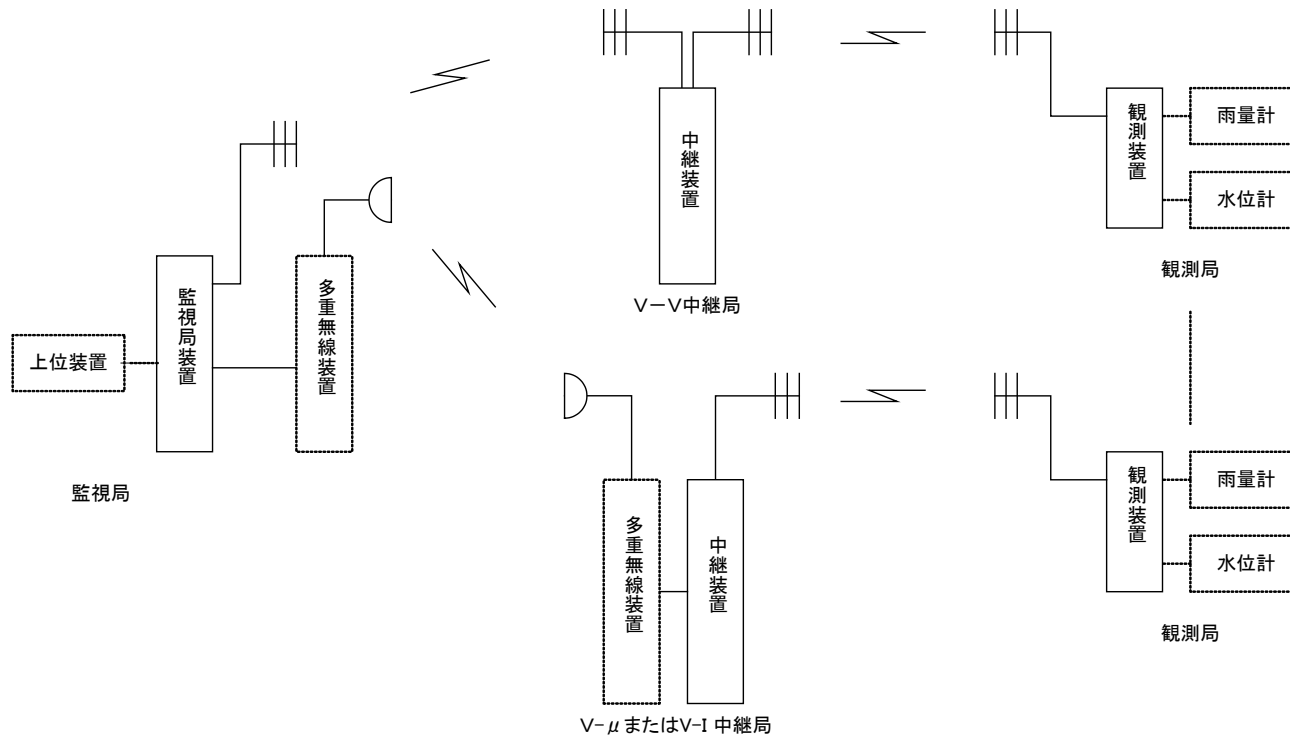 上位装置
監視局装置
多重無線装置
監視局
中継装置
V－V中継局
観測装置
雨量計
水位計
観測局
多重無線装置
中継装置
V-μまたはV-I 中継局
観測装置
雨量計
水位計
観測局